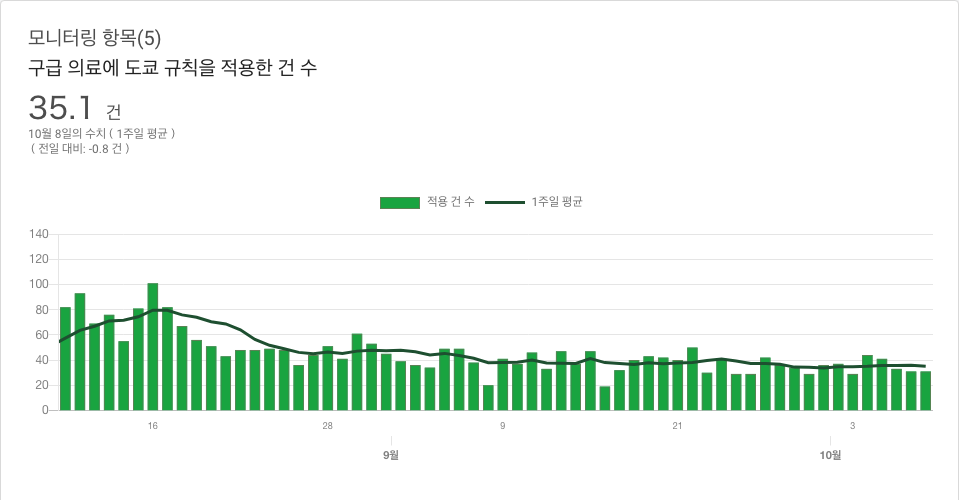 모니터링 항목(5)
구급 의료에 도쿄 규칙을 적용한 건 수
35.1 건
10월 8일의 수치 ( 1주일 평균 )
( 전일 대비: -0.8 건 )
적용 건 수 1주일 평균
140
120
100
80
60
40
20
0
16 28 9 21 3
9월 10월